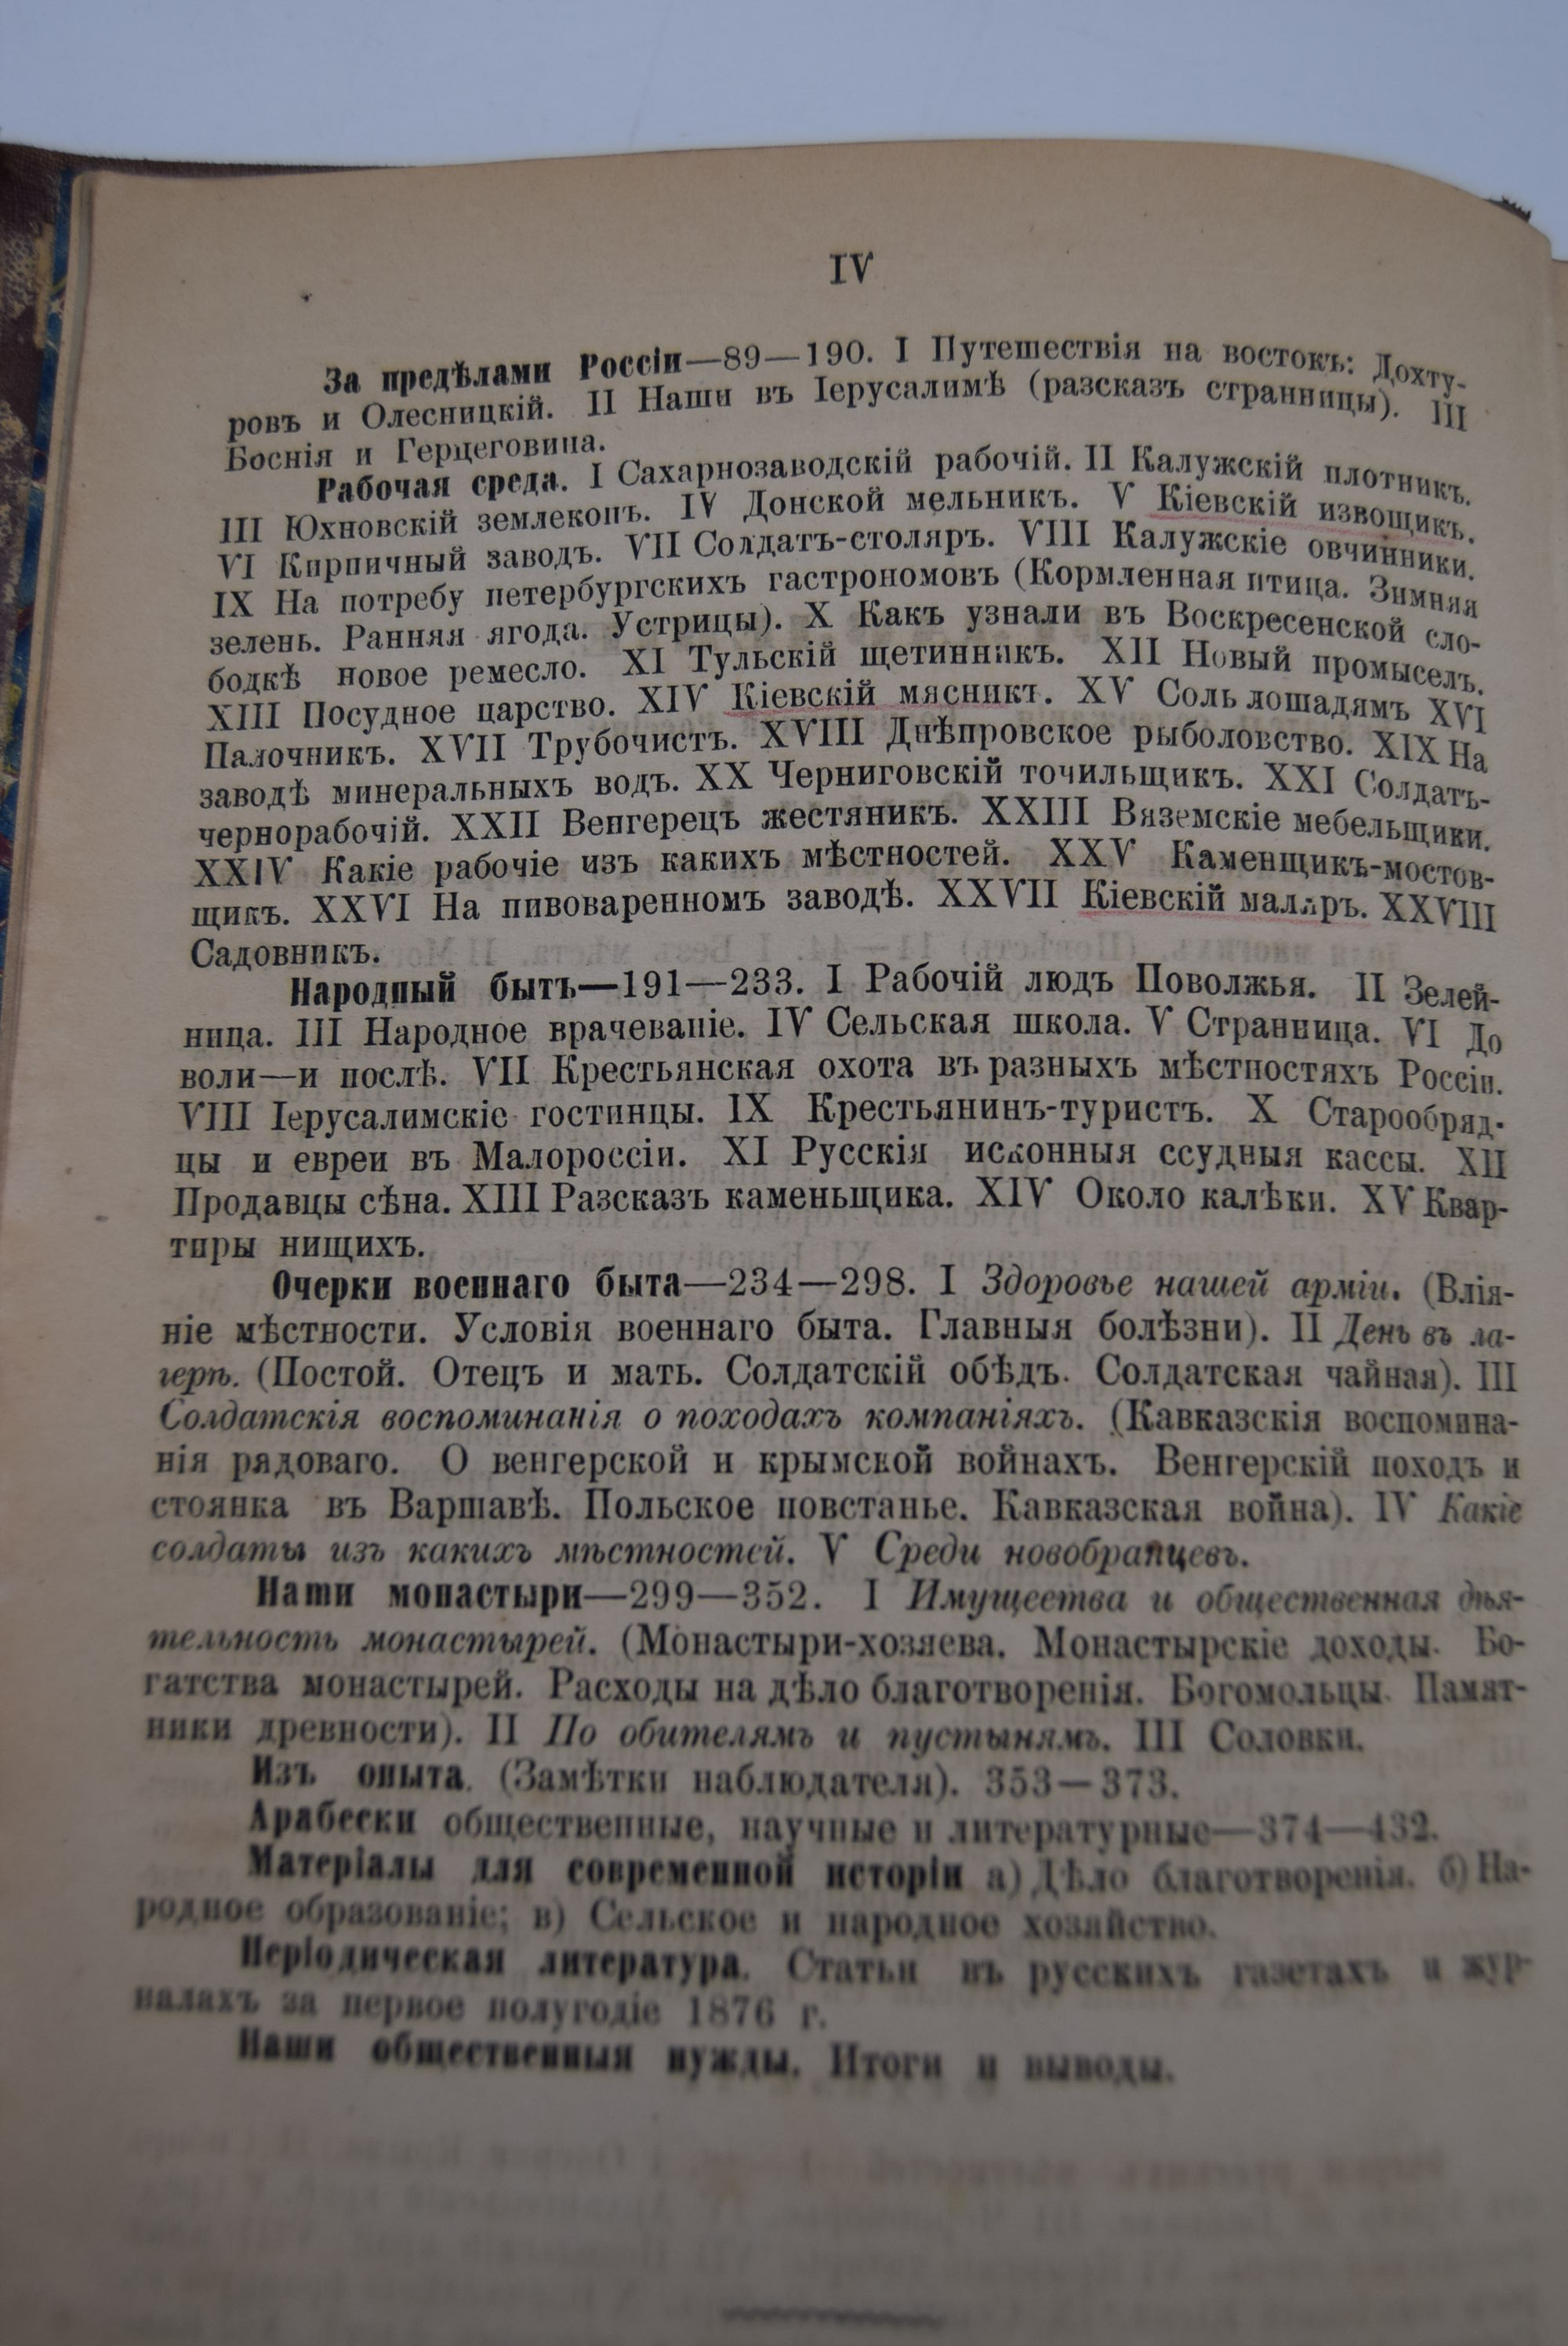 IV
За предѣлами Россіи—89—190. I Путешествія на востокъ: Дохту-
ровъ и Олесницкій. II Наши въ Іерусалимѣ (разсказъ странницы). III
Боснія и Герцеговина.
Рабочая среда. I Сахарнозаводскій рабочій. II Калужскій плотникъ.
III Юхновскій землекопъ. IV Донской мельникъ. V Кіевскій извощикъ.
VI Кирпичный заводъ. VII Солдатъ-столяръ. VIII Калужскіе овчинники.
IX На потребу петербургскихъ гастрономовъ (Кормленная птица. Зимняя
зелень. Ранняя ягода. Устрицы). X Какъ узнали въ Воскресенской сло-
бодкѣ новое ремесло. XI Тульскій щетинникъ. XII Новый промыселъ.
XIII Посудное царство. XIV Кіевскій мясникъ. XV Соль лошадямъ XVI
Палочникъ. XVII Трубочистъ. XVIII Днѣпровское рыболовство. XIX На
заводѣ минеральныхъ водъ. XX Черниговскій точильщикъ. XXI Солдатъ-
чернорабочій. XXII Венгерецъ жестяникъ. XXIII Вяземскіе мебельщики.
XXIV Какіе рабочіе изъ какихъ мѣстностей. XXV Каменщикъ-мостов-
щикъ. XXVI На пивоваренномъ заводѣ. XXVII Кіевскій маляръ. XXVIII
Садовникъ.
Народный бытъ—191—233. I Рабочій людъ Поволжья. II Зелей-
ница. III Народное врачеваніе. IV Сельская школа. V Странница. VI До
воли—и послѣ. VII Крестьянская охота въ разныхъ мѣстностяхъ Россіи.
VIII Іерусалимскіе гостинцы. IX Крестьянинъ-туристъ. X Старообряд-
цы и евреи въ Малороссіи. XI Русскія исконныя ссудныя кассы. XII
Продавцы сѣна. XIII Разсказъ каменьщика. XIV Около калѣки. XV Квар-
тиры нищихъ.
Очерки военнаго быта—234—298. I Здоровье нашей арміи. (Влія-
ніе мѣстности. Условія военнаго быта. Главныя болѣзни). II День въ ла-
герѣ. (Постой. Отецъ и мать. Солдатскій обѣдъ. Солдатская чайная). III
Солдатскія воспоминанія о походахъ компаніяхъ. (Кавказскія воспомина-
нія рядоваго. О венгерской и крымской войнахъ. Венгерскій походъ и
стоянка въ Варшавѣ. Польское повстанье. Кавказская война). IV Какіе
солдаты изъ какихъ мѣстностей. V Среди новобранцевъ.
Наши монастыри—299—352. I Имущества и общественная дѣя-
тельность монастырей. (Монастыри-хозяева. Монастырскіе доходы. Бо-
гатства монастырей. Расходы на дѣло благотворенія. Богомольцы. Памят-
ники древности). II По обителямъ и пустынямъ. III Соловки.
Изъ опыта. (Замѣтки наблюдателя). 353—373.
Арабески общественные, научные и литературные—374—432.
Матеріалы для современной исторіи а) Дѣло благотворенія. б) На-
родное образованіе; в) Сельское и народное хозяйство.
Періодическая литература. Статьи въ русскихъ газетахъ и жур-
налахъ за первое полугодіе 1876 г.
Наши общественныя нужды. Итоги и выводы.